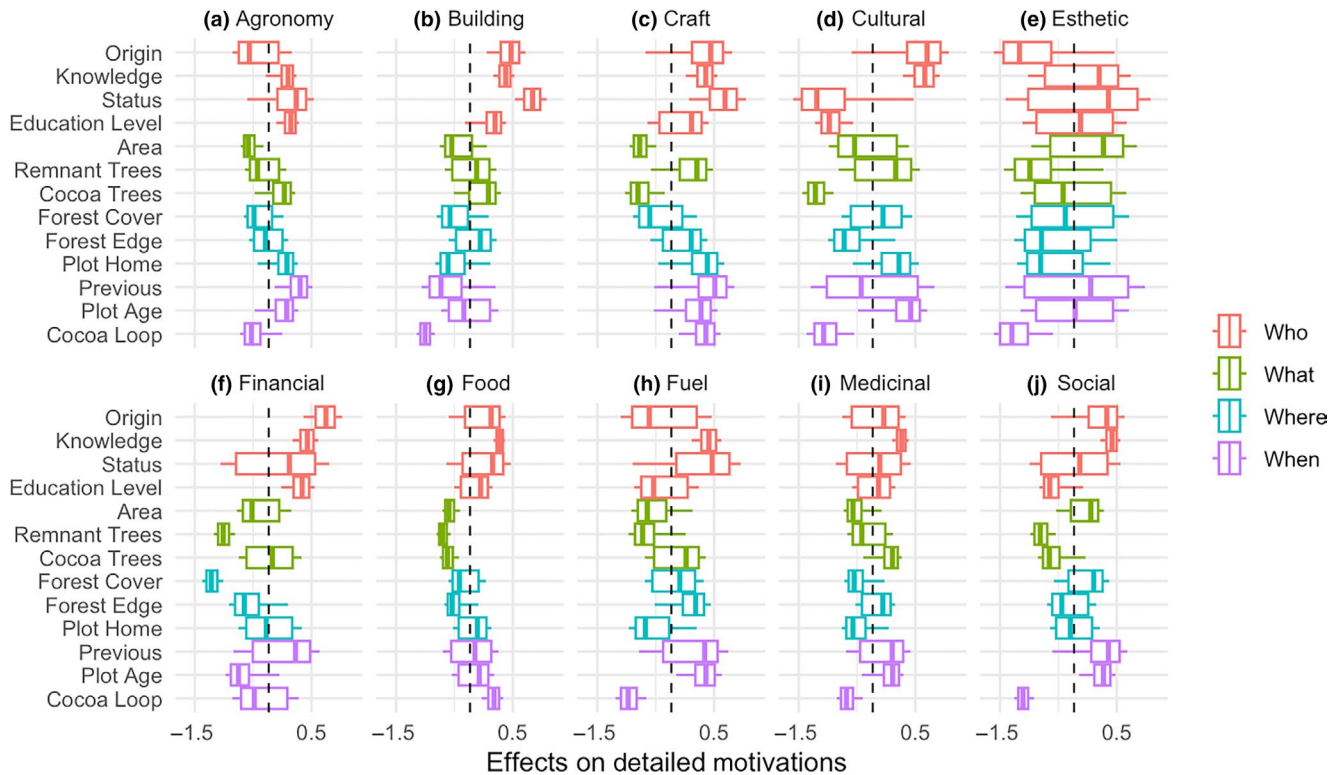 (a) Agronomy (b) Building (c) Craft (d) Cultural (e) Esthetic
Origin
Knowledge
Status
Education Level
Area
Remnant Trees
Cocoa Trees
Forest Cover
Forest Edge
Plot Home
Previous
Plot Age
Cocoa Loop
(f) Financial (g) Food (h) Fuel (i) Medicinal (j) Social
Origin
Knowledge
Status
Education Level
Area
Remnant Trees
Cocoa Trees
Forest Cover
Forest Edge
Plot Home
Previous
Plot Age
Cocoa Loop
−1.5 0.5 −1.5 0.5 −1.5 0.5 −1.5 0.5 −1.5 0.5
Effects on detailed motivations
Who
What
Where
When